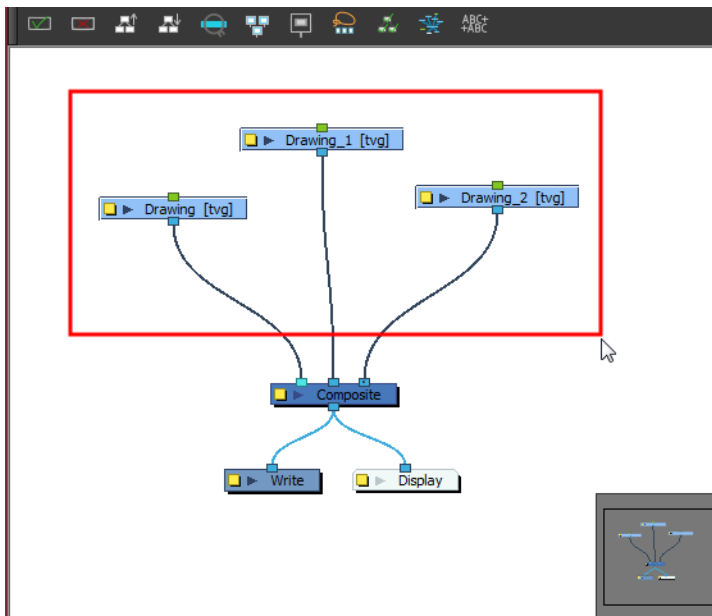 ABC+
+ABC
Drawing_1 [tvg]
Drawing [tvg]
Drawing_2 [tvg]
Composite
Write
Display